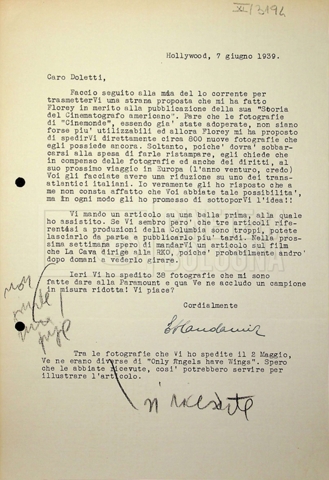 XV/3194
Hollywood, 7 giugno 1939.
Caro Doletti,
Faccio seguito alla mia del 1o corrente per
trasmetterVi una strana proposta che mi ha fatto
Florey in merito alla pubblicazione della sua "Storia
del Cinematografo americano". Pare che le fotografie
di "Cinemonde", essendo gia' state adoperate, non siano
forse piu' utilizzabili ed allora Florey mi ha proposto
di spedirVi direttamente circa 800 nuove fotografie che
egli possiede ancora. Soltanto, poiche' dovra' sobbar-
carsi alla spesa di farle ristampare, egli chiede che
in compenso delle fotografie ed anche dei diritti, al
suo prossimo viaggio in Europa (l'anno venturo, credo)
Voi gli facciate avere una riduzione su uno dei trans-
atlantici italiani. Io veramente gli ho risposto che a
me non consta affatto che Voi abbiate tale possibilita',
ma in ogni modo gli ho promesso di sottoporVi l'idea!!
Vi mando un articolo su una bella prima, alla quale
ho assistito. Se Vi sembra pero' che tre articoli rife-
rentisi a produzioni della Columbia sono troppi, potete
lasciarlo da parte e pubblicarlo piu' tardi. Nella pros-
sima settimana spero di mandarVi un articolo sul film
che La Cava dirige alla RKO, poiche' probabilmente andro'
dopo domani a vederlo girare.
Ieri Vi ho spedito 38 fotografie che mi sono
fatte dare alla Paramount e qua Ve ne accludo un campione
in misura ridotta! Vi piace?
Cordialmente
Tra le fotografie che Vi ho spedite il 2 Maggio,
Ve ne erano diverse di "Only Angels have Wings". Spero
che le abbiate ricevute, cosi' potrebbero servire per
illustrare l'articolo.